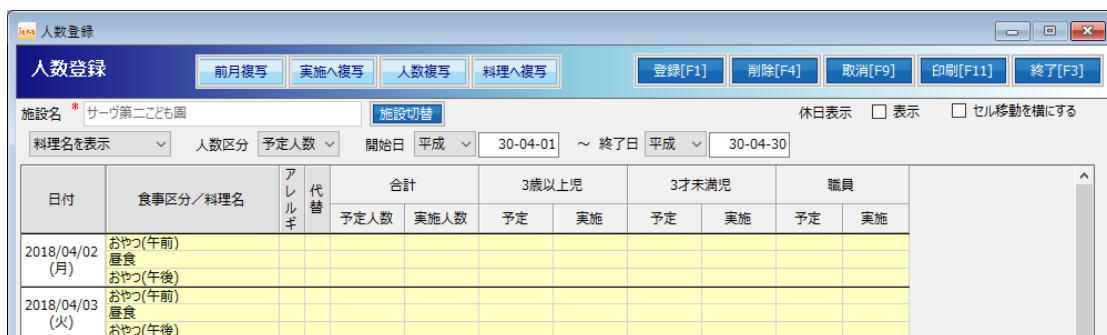 人数登録
人数登録 前月複写 実施へ複写 人数複写 料理へ複写 登録[F1] 削除[F4] 取消[F9] 印刷[F11] 終了[F3]
施設名 * サーヴ第二こども園 施設切替 休日表示 表示 セル移動を横にする
料理名を表示 人数区分 予定人数 開始日 平成 30-04-01 ～ 終了日 平成 30-04-30
日付 食事区分／料理名 アレルギ 代替 合計 3歳以上児 3才未満児 職員
予定人数 実施人数 予定 実施 予定 実施 予定 実施
2018/04/02
(月)
おやつ(午前)
昼食
おやつ(午後)
2018/04/03
(火)
おやつ(午前)
昼食
おやつ(午後)